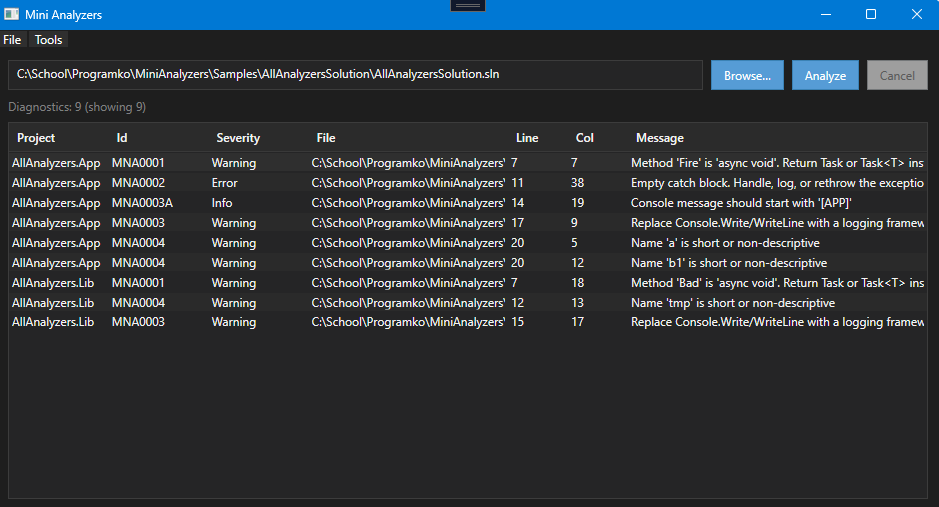 Mini Analyzers
File Tools
C:\School\Programko\MiniAnalyzers\Samples\AllAnalyzersSolution\AllAnalyzersSolution.sln Browse... Analyze Cancel
Diagnostics: 9 (showing 9)
Project Id Severity File Line Col Message
AllAnalyzers.App MNA0001 Warning C:\School\Programko\MiniAnalyzers\ 7 7 Method 'Fire' is 'async void'. Return Task or Task<T> ins
AllAnalyzers.App MNA0002 Error C:\School\Programko\MiniAnalyzers\ 11 38 Empty catch block. Handle, log, or rethrow the exceptio
AllAnalyzers.App MNA0003A Info C:\School\Programko\MiniAnalyzers\ 14 19 Console message should start with '[APP]'
AllAnalyzers.App MNA0003 Warning C:\School\Programko\MiniAnalyzers\ 17 9 Replace Console.Write/WriteLine with a logging framew
AllAnalyzers.App MNA0004 Warning C:\School\Programko\MiniAnalyzers\ 20 5 Name 'a' is short or non-descriptive
AllAnalyzers.App MNA0004 Warning C:\School\Programko\MiniAnalyzers\ 20 12 Name 'b1' is short or non-descriptive
AllAnalyzers.Lib MNA0001 Warning C:\School\Programko\MiniAnalyzers\ 7 18 Method 'Bad' is 'async void'. Return Task or Task<T> ins
AllAnalyzers.Lib MNA0004 Warning C:\School\Programko\MiniAnalyzers\ 12 13 Name 'tmp' is short or non-descriptive
AllAnalyzers.Lib MNA0003 Warning C:\School\Programko\MiniAnalyzers\ 15 17 Replace Console.Write/WriteLine with a logging framew